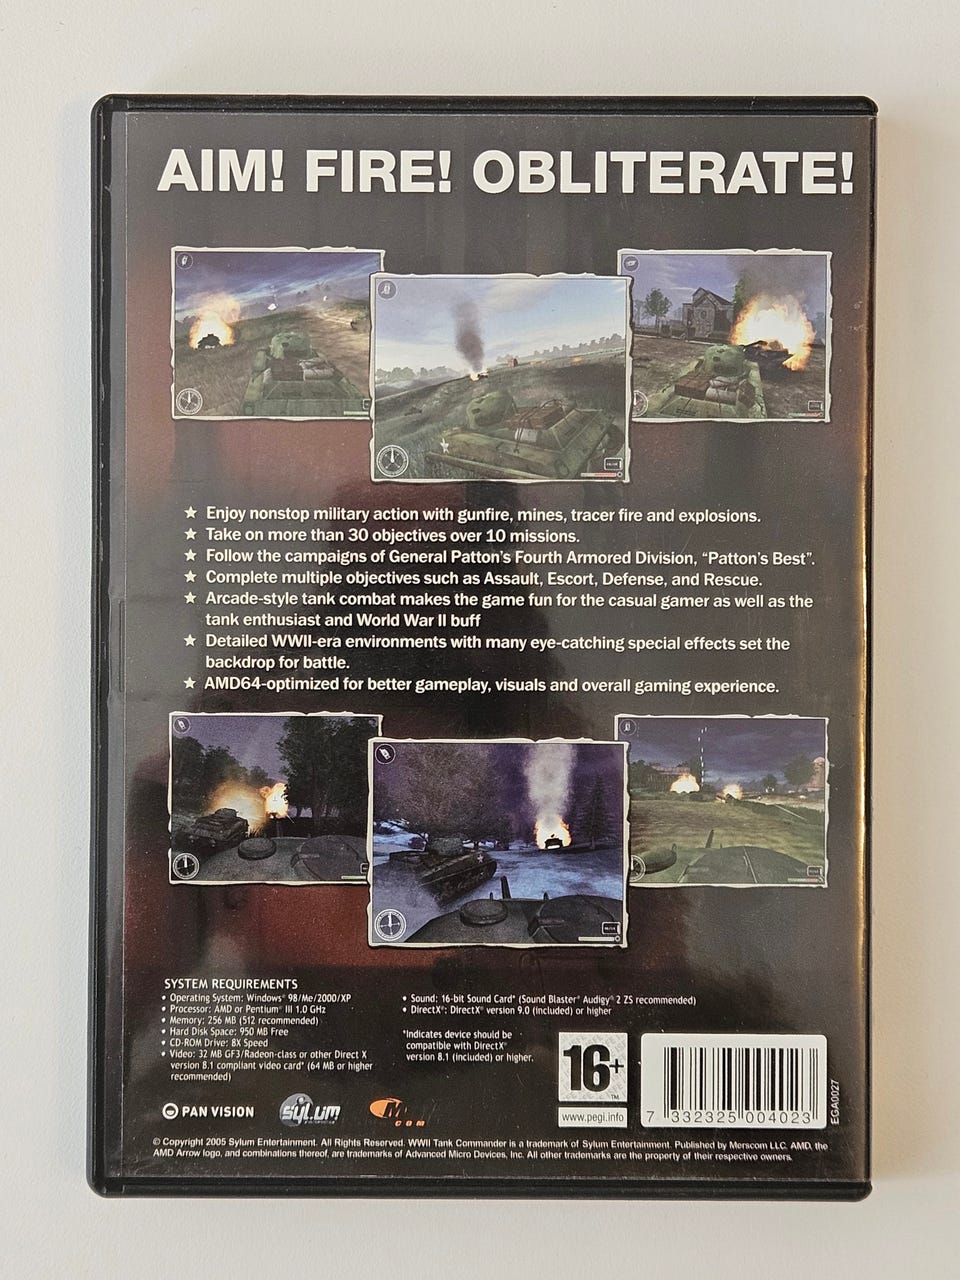 AIM! FIRE! OBLITERATE!
★ Enjoy nonstop military action with gunfire, mines, tracer fire and explosions.
★ Take on more than 30 objectives over 10 missions.
★ Follow the campaigns of General Patton's Fourth Armored Division, “Patton's Best”.
★ Complete multiple objectives such as Assault, Escort, Defense, and Rescue.
★ Arcade-style tank combat makes the game fun for the casual gamer as well as the
tank enthusiast and World War II buff
★ Detailed WWII-era environments with many eye-catching special effects set the
backdrop for battle.
★ AMD64-optimized for better gameplay, visuals and overall gaming experience.
SYSTEM REQUIREMENTS
• Operating System: Windows® 98/Me/2000/XP
• Processor: AMD or Pentium® III 1.0 GHz
• Memory: 256 MB (512 recommended)
• Hard Disk Space: 950 MB Free
• CD-ROM Drive: 8X Speed
• Video: 32 MB GF3/Radeon-class or other Direct X
version 8.1 compliant video card* (64 MB or higher
recommended)
• Sound: 16-bit Sound Card* (Sound Blaster® Audigy® 2 ZS recommended)
• DirectX®: DirectX® version 9.0 (included) or higher
*Indicates device should be
compatible with DirectX®
version 8.1 (included) or higher.
16+
TM
www.pegi.info
7 332325 004023
EGA0027
PAN VISION
sylum
COM
© Copyright 2005 Sylum Entertainment. All Rights Reserved. WWII Tank Commander is a trademark of Sylum Entertainment. Published by Merscom LLC. AMD, the
AMD Arrow logo, and combinations thereof, are trademarks of Advanced Micro Devices, Inc. All other trademarks are the property of their respective owners.